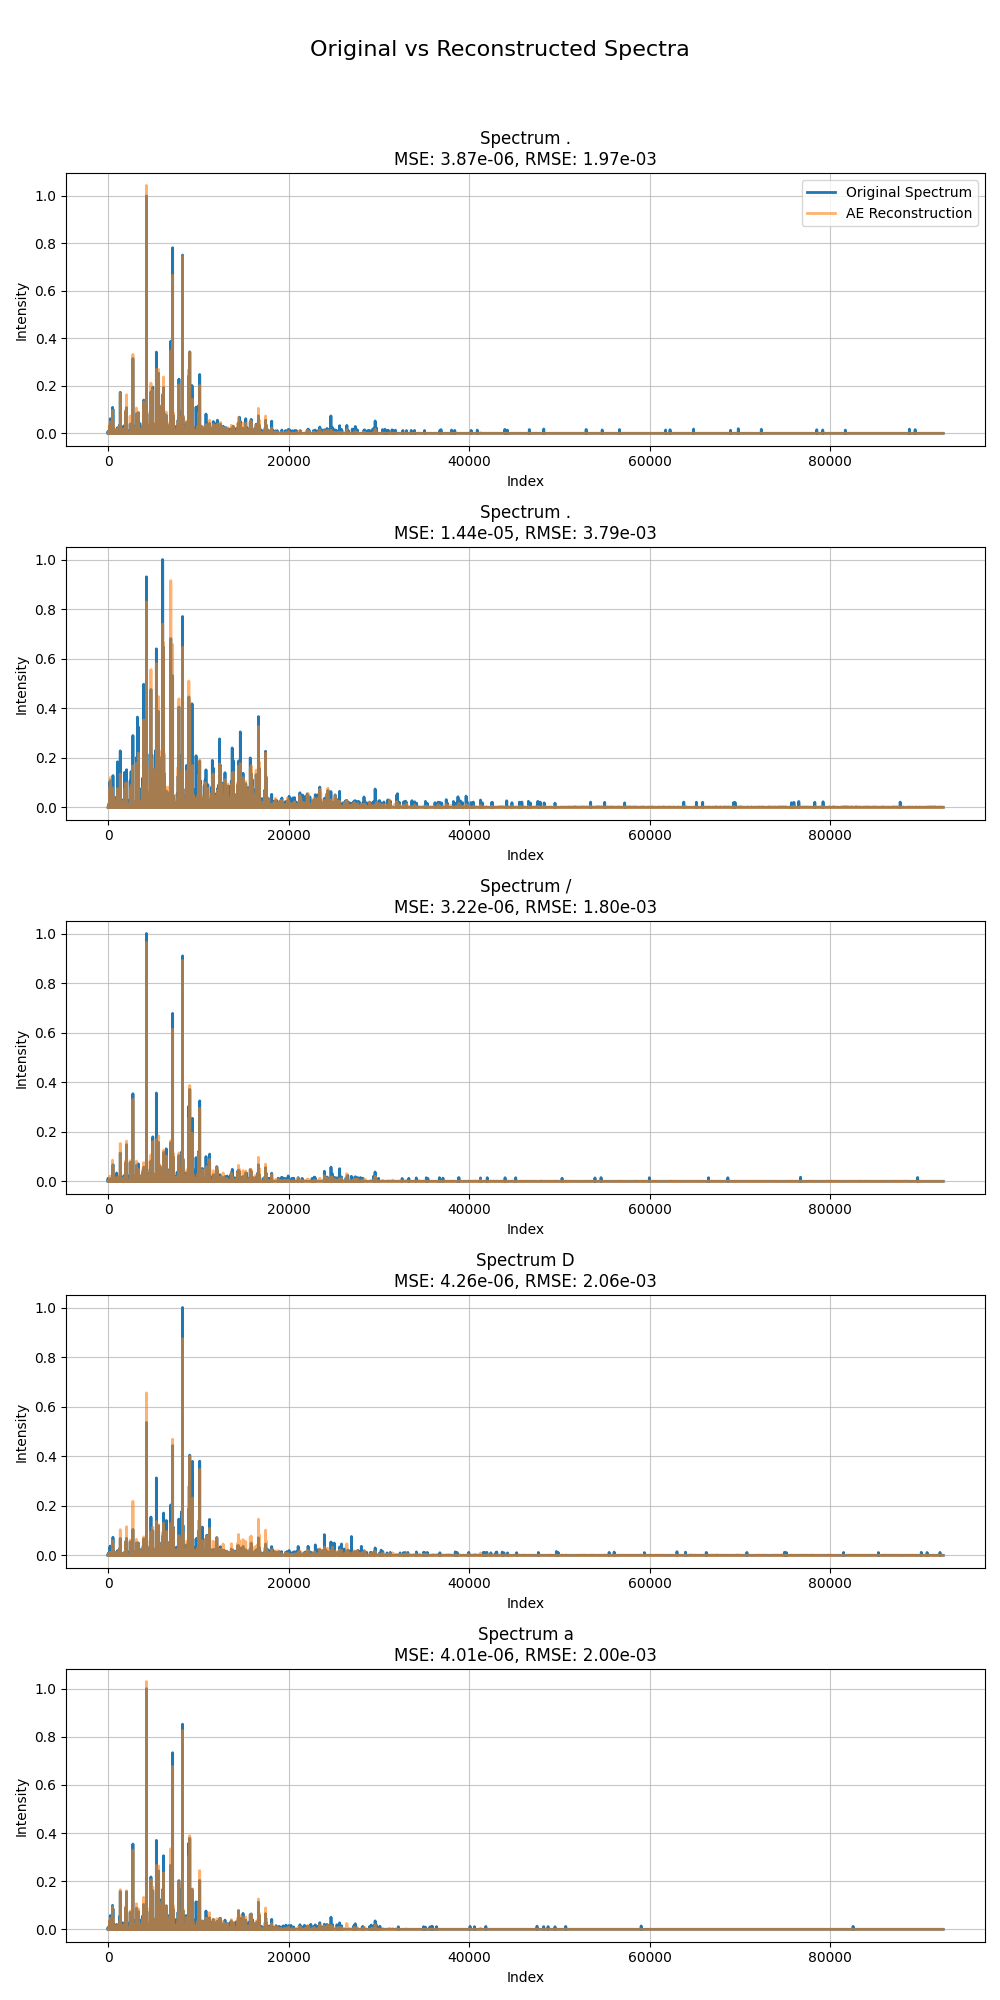 Original vs Reconstructed Spectra
Spectrum .
MSE: 3.87e-06, RMSE: 1.97e-03
Original Spectrum
AE Reconstruction
1.0
0.8
0.6
0.4
0.2
0.0
Intensity
0 20000 40000 60000 80000
Index
Spectrum .
MSE: 1.44e-05, RMSE: 3.79e-03
1.0
0.8
0.6
0.4
0.2
0.0
Intensity
0 20000 40000 60000 80000
Index
Spectrum /
MSE: 3.22e-06, RMSE: 1.80e-03
1.0
0.8
0.6
0.4
0.2
0.0
Intensity
0 20000 40000 60000 80000
Index
Spectrum D
MSE: 4.26e-06, RMSE: 2.06e-03
1.0
0.8
0.6
0.4
0.2
0.0
Intensity
0 20000 40000 60000 80000
Index
Spectrum a
MSE: 4.01e-06, RMSE: 2.00e-03
1.0
0.8
0.6
0.4
0.2
0.0
Intensity
0 20000 40000 60000 80000
Index